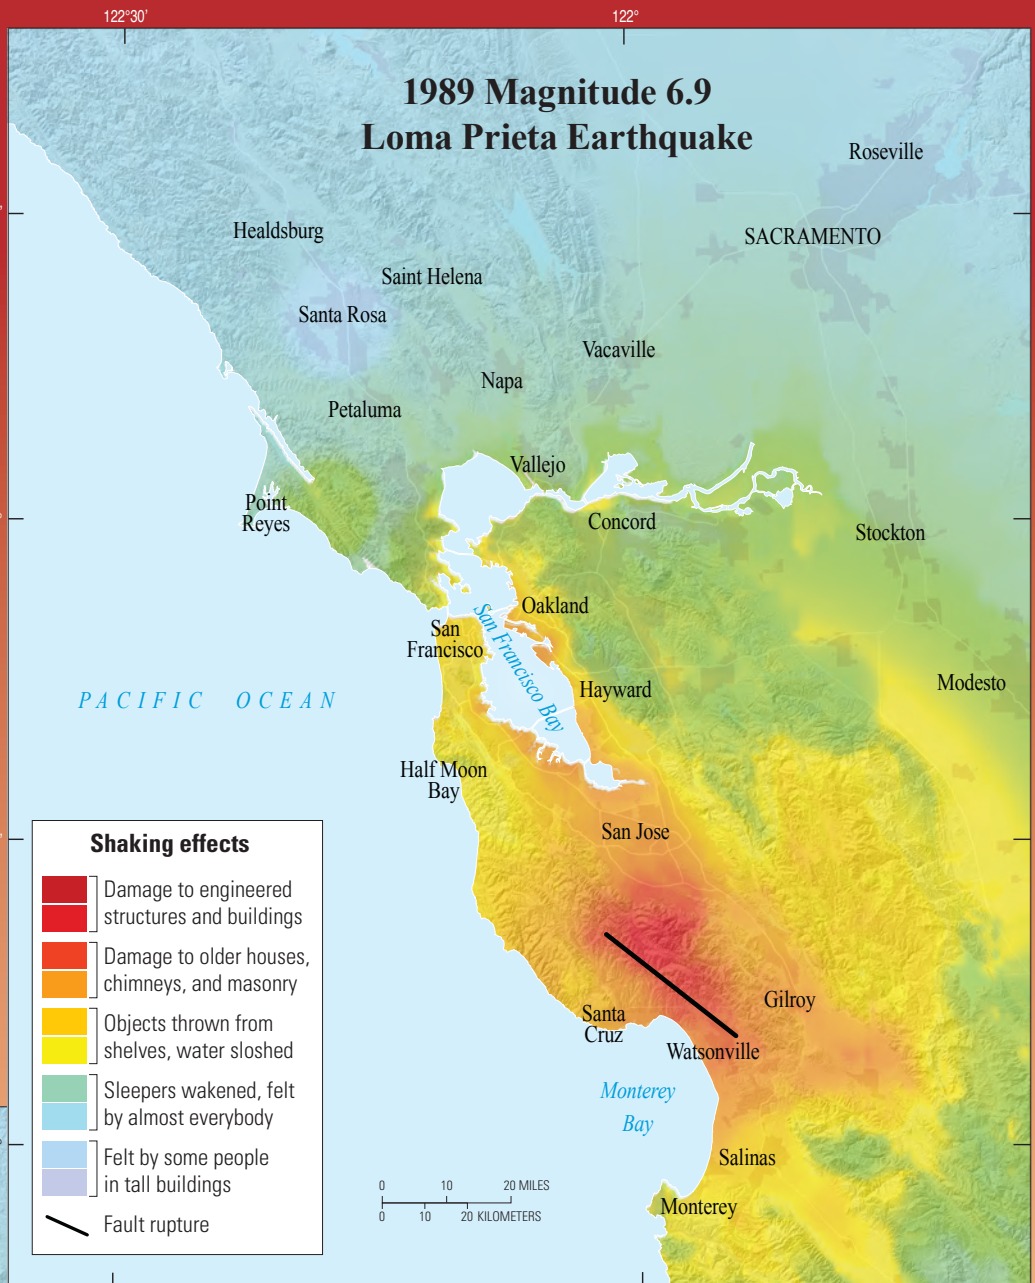 122°30'
122°
1989 Magnitude 6.9
Loma Prieta Earthquake
Roseville
Healdsburg
SACRAMENTO
Saint Helena
Santa Rosa
Vacaville
Napa
Petaluma
Vallejo
Point
Reyes
Concord
Stockton
Oakland
San
Francisco
San Francisco Bay
Hayward
Modesto
PACIFIC OCEAN
Half Moon
Bay
San Jose
Gilroy
Santa
Cruz
Watsonville
Monterey
Bay
Salinas
Monterey
Shaking effects
Damage to engineered
structures and buildings
Damage to older houses,
chimneys, and masonry
Objects thrown from
shelves, water sloshed
Sleepers wakened, felt
by almost everybody
Felt by some people
in tall buildings
Fault rupture
0 10 20 MILES
0 10 20 KILOMETERS